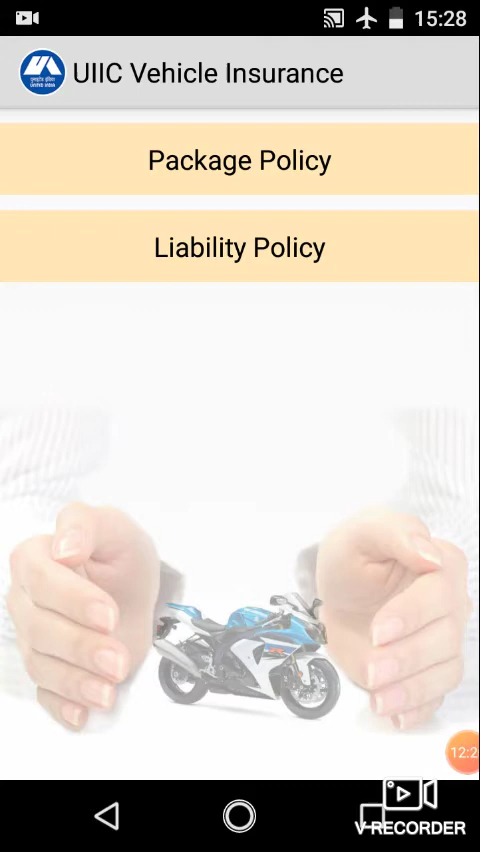 15:28
UIIC Vehicle Insurance
Package Policy
Liability Policy
V RECORDER